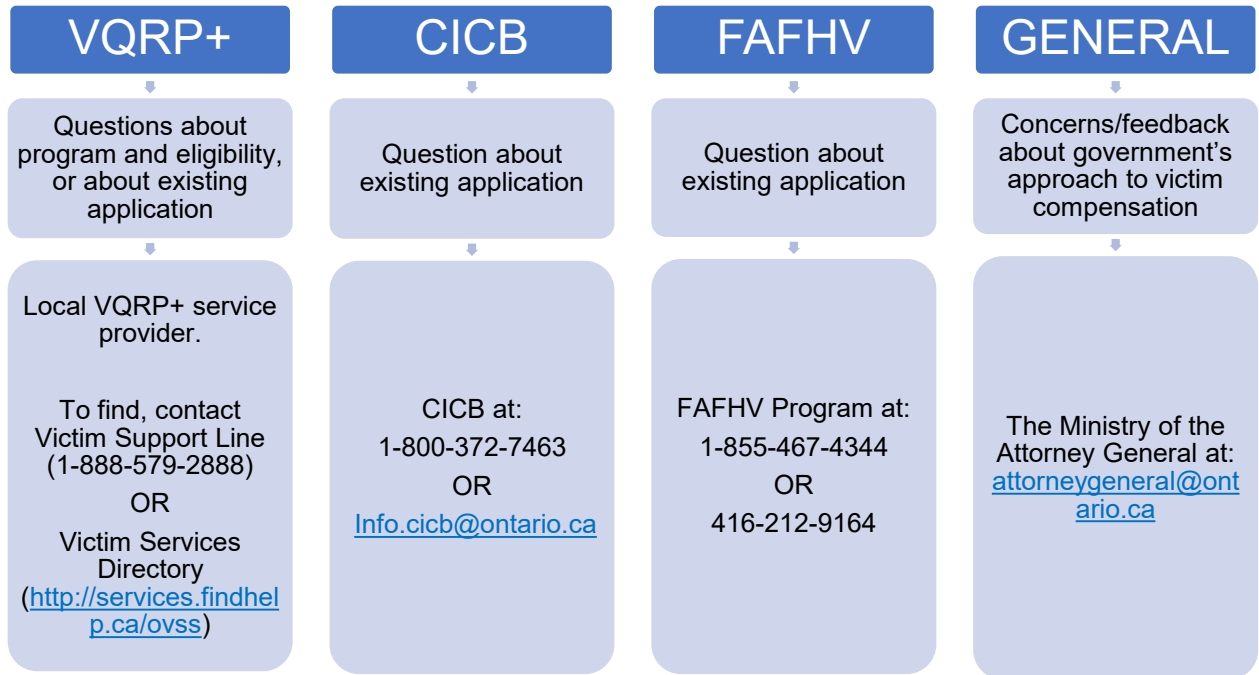 VQRP+
Questions about
program and eligibility,
or about existing
application
Local VQRP+ service
provider.
To find, contact
Victim Support Line
(1-888-579-2888)
OR
Victim Services
Directory
(http://services.findhel
p.ca/ovss)
CICB
Question about
existing application
CICB at:
1-800-372-7463
OR
Info.cicb@ontario.ca
FAFHV
Question about
existing application
FAFHV Program at:
1-855-467-4344
OR
416-212-9164
GENERAL
Concerns/feedback
about government’s
approach to victim
compensation
The Ministry of the
Attorney General at:
attorneygeneral@ont
ario.ca